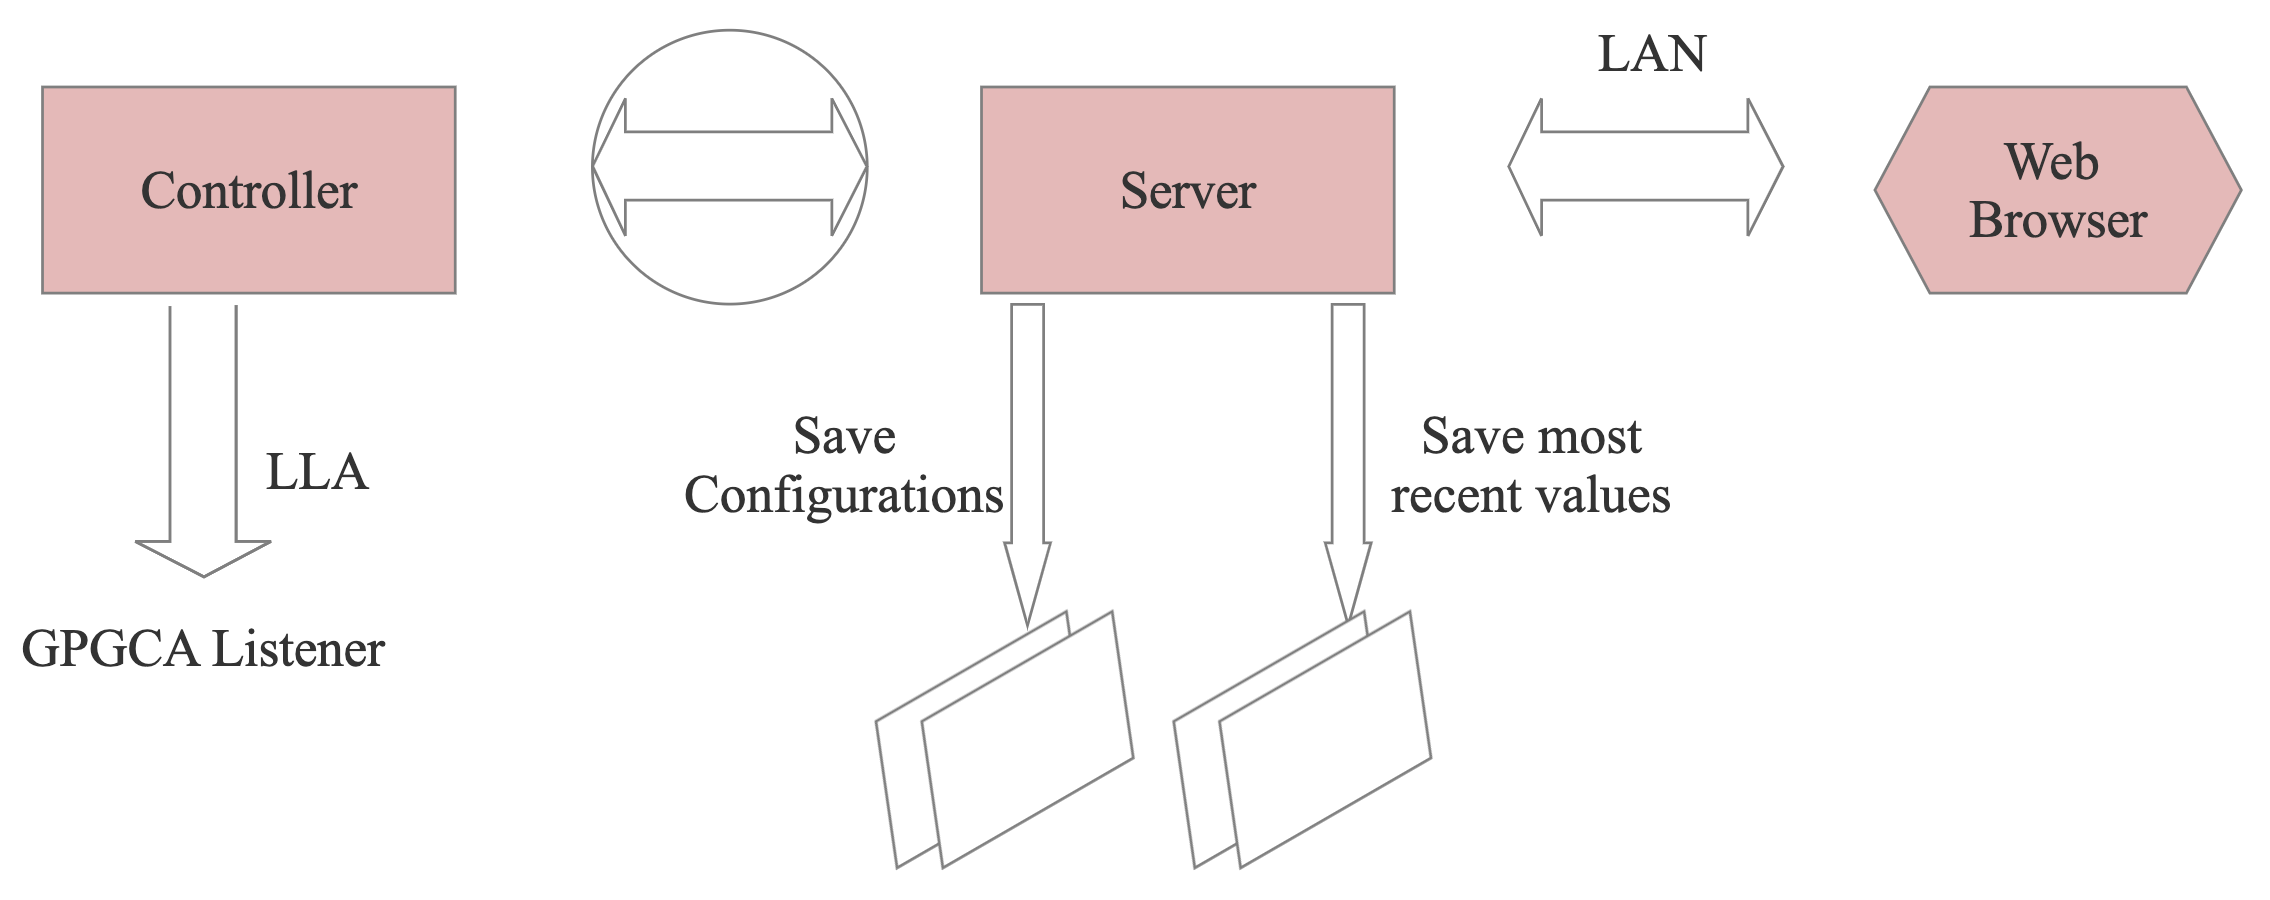 LAN
Controller
Server
Web
Browser
Save
Configurations
Save most
recent values
LLA
GPGCA Listener